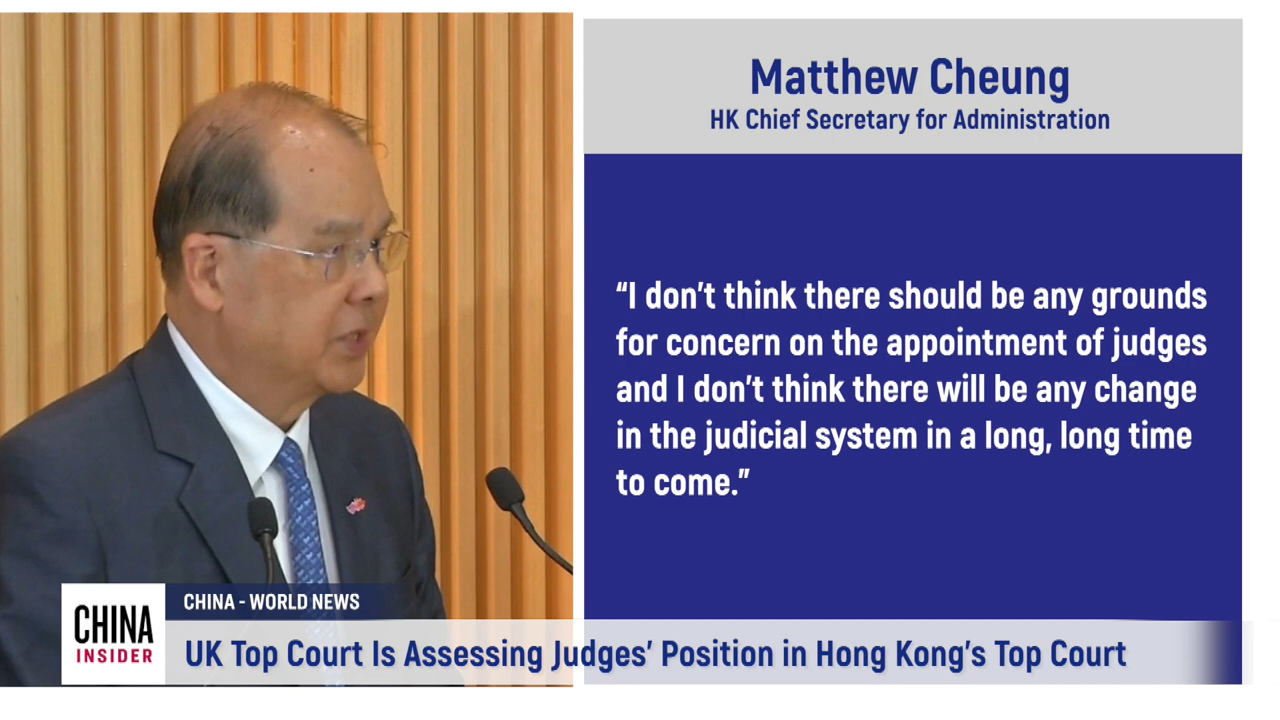 Matthew Cheung
HK Chief Secretary for Administration
“I don’t think there should be any grounds
for concern on the appointment of judges
and I don’t think there will be any change
in the judicial system in a long, long time
to come.”
CHINA
INSIDER
CHINA - WORLD NEWS
UK Top Court Is Assessing Judges’ Position in Hong Kong’s Top Court